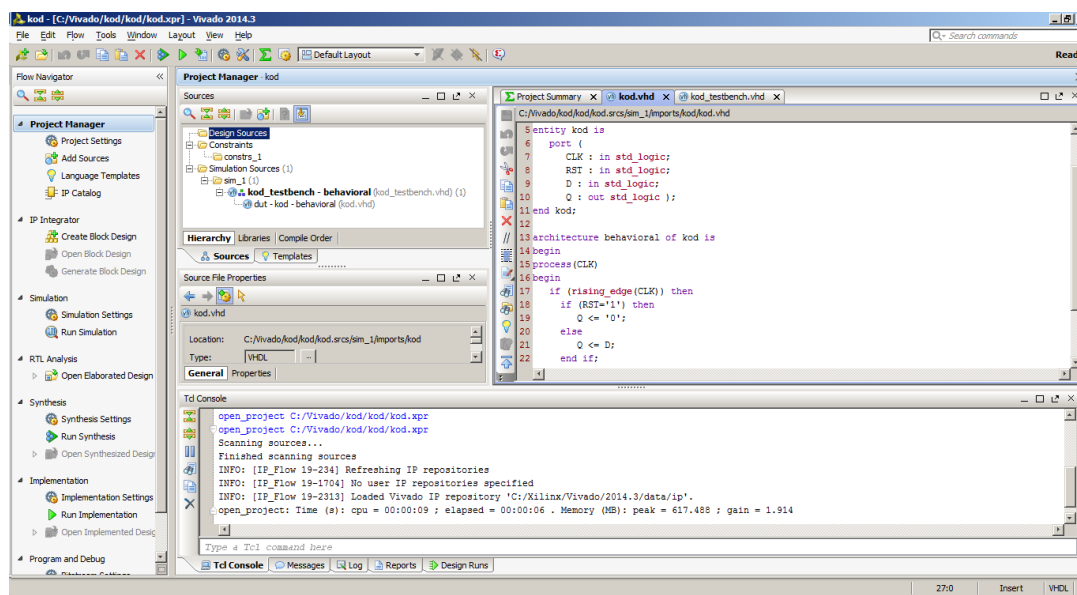 kod - [C:/Vivado/kod/kod/kod.xpr] - Vivado 2014.3
File Edit Flow Tools Window Layout View Help
Search commands
Default Layout
Read
Flow Navigator
Project Manager
Project Settings
Add Sources
Language Templates
IP Catalog
IP Integrator
Create Block Design
Open Block Design
Generate Block Design
Simulation
Simulation Settings
Run Simulation
RTL Analysis
Open Elaborated Design
Synthesis
Synthesis Settings
Run Synthesis
Open Synthesized Design
Implementation
Implementation Settings
Run Implementation
Open Implemented Desig
Program and Debug
Bitstream Settings
Project Manager - kod
Sources
Design Sources
Constraints
constrs_1
Simulation Sources (1)
sim_1 (1)
kod_testbench - behavioral (kod_testbench.vhd) (1)
dut - kod - behavioral (kod.vhd)
Hierarchy Libraries Compile Order
Sources Templates
Source File Properties
kod.vhd
Location: C:/Vivado/kod/kod/kod.srcs/sim_1/imports/kod
Type: VHDL ...
General Properties
Project Summary kod.vhd kod_testbench.vhd
C:/Vivado/kod/kod/kod.srcs/sim_1/imports/kod/kod.vhd
5 entity kod is
6 port (
7 CLK : in std_logic;
8 RST : in std_logic;
9 D : in std_logic;
10 Q : out std_logic );
11 end kod;
12
13 architecture behavioral of kod is
14 begin
15 process(CLK)
16 begin
17 if (rising_edge(CLK)) then
18 if (RST='1') then
19 Q <= '0';
20 else
21 Q <= D;
22 end if;
Tcl Console
open_project C:/Vivado/kod/kod/kod.xpr
open_project C:/Vivado/kod/kod/kod.xpr
Scanning sources...
Finished scanning sources
INFO: [IP_Flow 19-234] Refreshing IP repositories
INFO: [IP_Flow 19-1704] No user IP repositories specified
INFO: [IP_Flow 19-2313] Loaded Vivado IP repository 'C:/Xilinx/Vivado/2014.3/data/ip'.
open_project: Time (s): cpu = 00:00:09 ; elapsed = 00:00:06 . Memory (MB): peak = 617.488 ; gain = 1.914
Type a Tcl command here
Tcl Console Messages Log Reports Design Runs
27:0 Insert VHDL